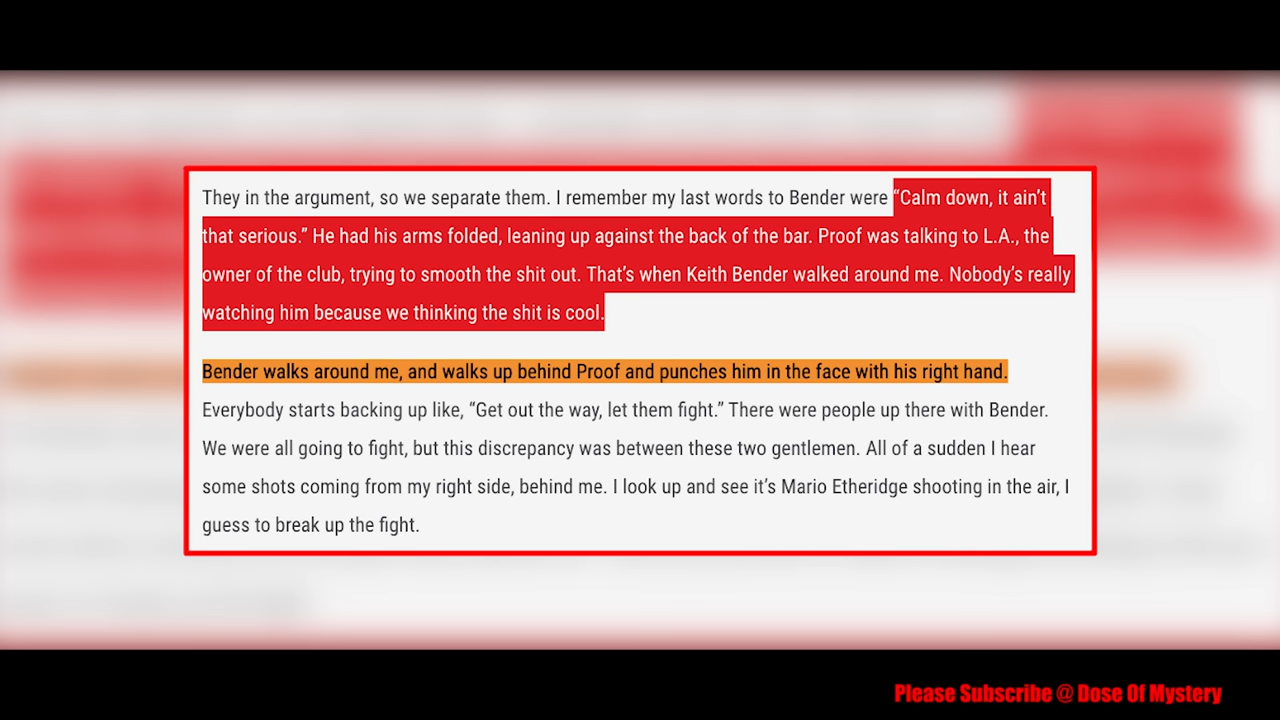 They in the argument, so we separate them. I remember my last words to Bender were “Calm down, it ain’t
that serious.” He had his arms folded, leaning up against the back of the bar. Proof was talking to L.A., the
owner of the club, trying to smooth the shit out. That’s when Keith Bender walked around me. Nobody’s really
watching him because we thinking the shit is cool.
Bender walks around me, and walks up behind Proof and punches him in the face with his right hand.
Everybody starts backing up like, “Get out the way, let them fight.” There were people up there with Bender.
We were all going to fight, but this discrepancy was between these two gentlemen. All of a sudden I hear
some shots coming from my right side, behind me. I look up and see it’s Mario Etheridge shooting in the air, I
guess to break up the fight.
Please Subscribe @ Dose Of Mystery